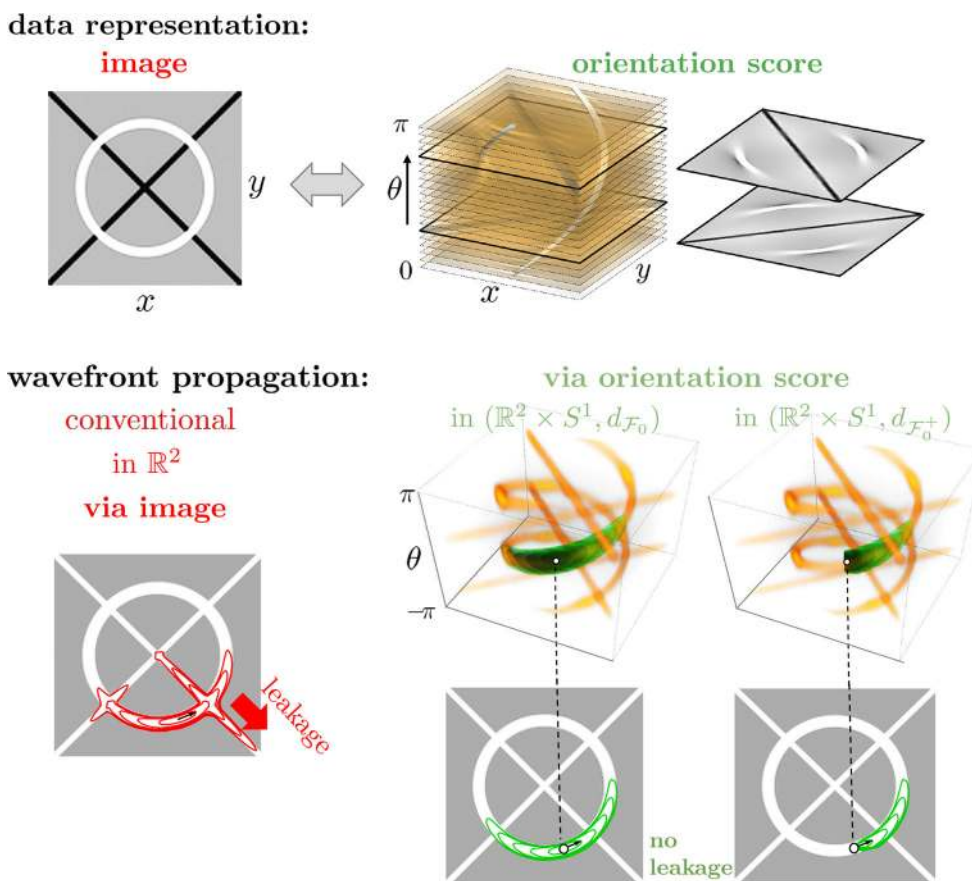 data representation:
image
orientation score
π
θ
0
y
x
x
y
wavefront propagation:
conventional
in ℝ²
via image
via orientation score
in (ℝ² × S¹, d_{𝓕₀})
in (ℝ² × S¹, d_{𝓕₀⁺})
π
θ
−π
leakage
no
leakage